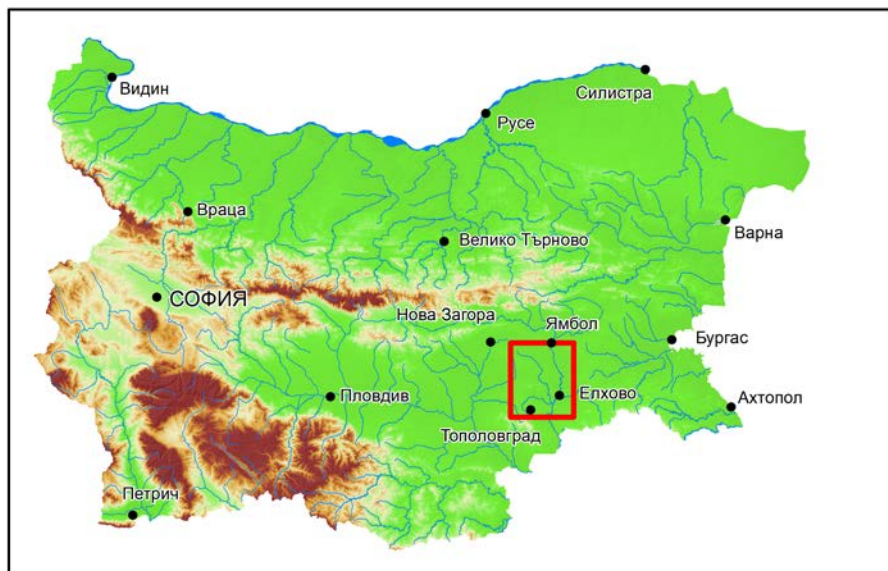 Видин
Силистра
Русе
Враца
Варна
Велико Търново
СОФИЯ
Нова Загора
Ямбол
Бургас
Пловдив
Елхово
Ахтопол
Тополовград
Петрич